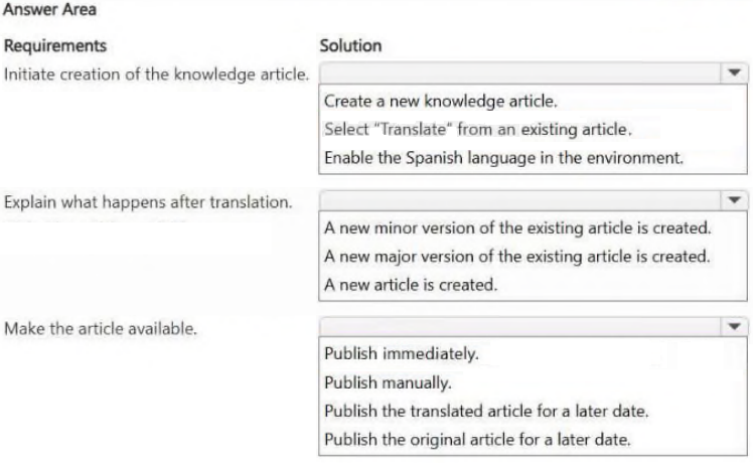 Answer Area
Requirements Solution
Initiate creation of the knowledge article.
Create a new knowledge article.
Select "Translate" from an existing article.
Enable the Spanish language in the environment.
Explain what happens after translation.
A new minor version of the existing article is created.
A new major version of the existing article is created.
A new article is created.
Make the article available.
Publish immediately.
Publish manually.
Publish the translated article for a later date.
Publish the original article for a later date.